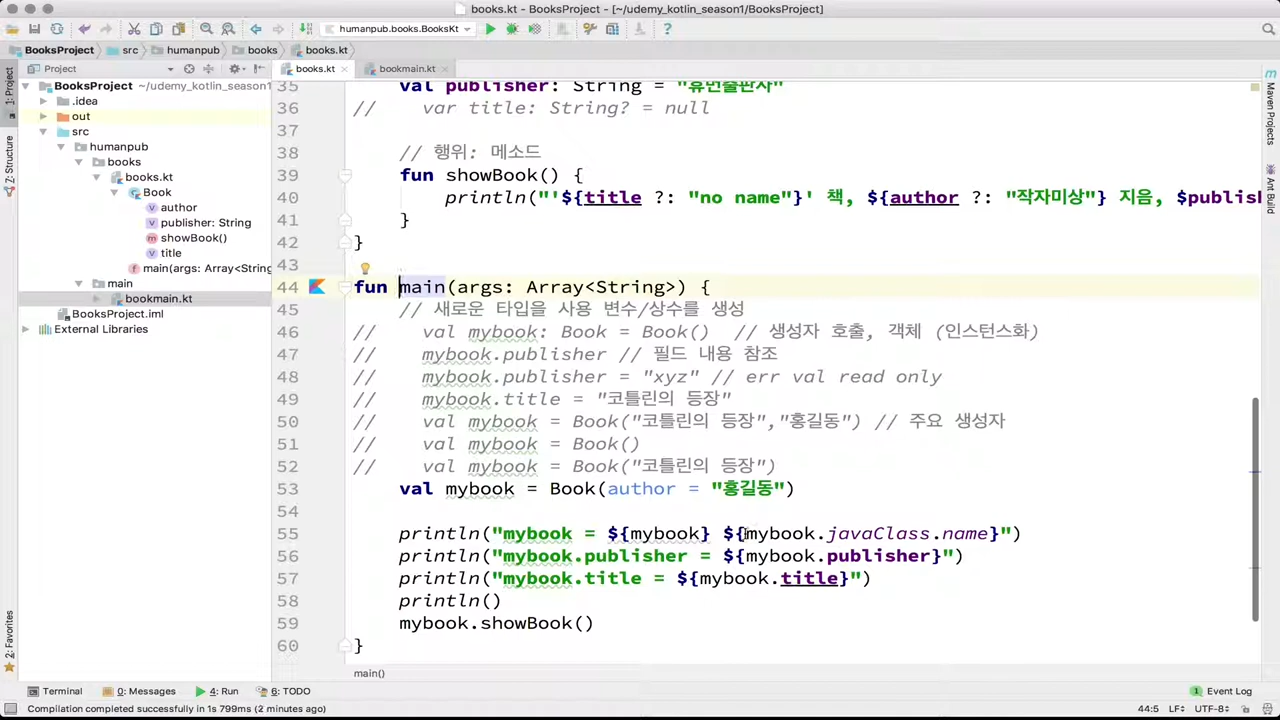 books.kt - BooksProject - [~/udemy_kotlin_season1/BooksProject]
humanpub.books.BooksKt
BooksProject src humanpub books books.kt
Project books.kt bookmain.kt
1: Project
7: Structure
2: Favorites
Maven Projects
Ant Build
BooksProject ~/udemy_kotlin_season1
.idea
out
src
humanpub
books
books.kt
Book
author
publisher: String
showBook()
title
main(args: Array<String
main
bookmain.kt
BooksProject.iml
External Libraries
35 val publisher: String = "휴먼출판사"
36 // var title: String? = null
37
38 // 행위: 메소드
39 fun showBook() {
40 println("'${title ?: "no name"}' 책, ${author ?: "작자미상"} 지음, $publish
41 }
42 }
43
44 fun main(args: Array<String>) {
45 // 새로운 타입을 사용 변수/상수를 생성
46 // val mybook: Book = Book() // 생성자 호출, 객체 (인스턴스화)
47 // mybook.publisher // 필드 내용 참조
48 // mybook.publisher = "xyz" // err val read only
49 // mybook.title = "코틀린의 등장"
50 // val mybook = Book("코틀린의 등장","홍길동") // 주요 생성자
51 // val mybook = Book()
52 // val mybook = Book("코틀린의 등장")
53 val mybook = Book(author = "홍길동")
54
55 println("mybook = ${mybook} ${mybook.javaClass.name}")
56 println("mybook.publisher = ${mybook.publisher}")
57 println("mybook.title = ${mybook.title}")
58 println()
59 mybook.showBook()
60 }
main()
Terminal 0: Messages 4: Run 6: TODO 1 Event Log
Compilation completed successfully in 1s 799ms (2 minutes ago) 44:5 LF UTF-8